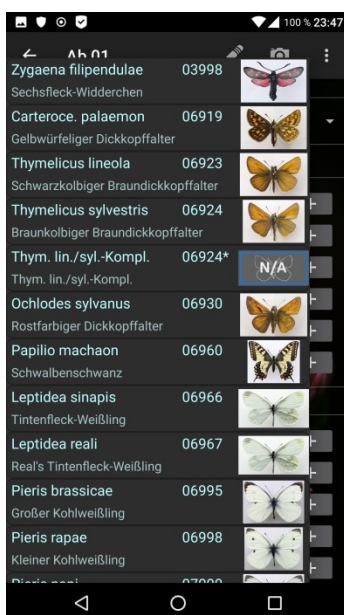 100 % 23:47
Ab 01
Zygaena filipendulae 03998
Sechsfleck-Widderchen
Carteroce. palaemon 06919
Gelbwürfeliger Dickkopffalter
Thymelicus lineola 06923
Schwarzkolbiger Braundickkopffalter
Thymelicus sylvestris 06924
Braunkolbiger Braundickkopffalter
Thym. lin./syl.-Kompl. 06924* N/A
Thym. lin./syl.-Kompl.
Ochlodes sylvanus 06930
Rostfarbiger Dickkopffalter
Papilio machaon 06960
Schwalbenschwanz
Leptidea sinapis 06966
Tintenfleck-Weißling
Leptidea reali 06967
Real's Tintenfleck-Weißling
Pieris brassicae 06995
Großer Kohlweißling
Pieris rapae 06998
Kleiner Kohlweißling